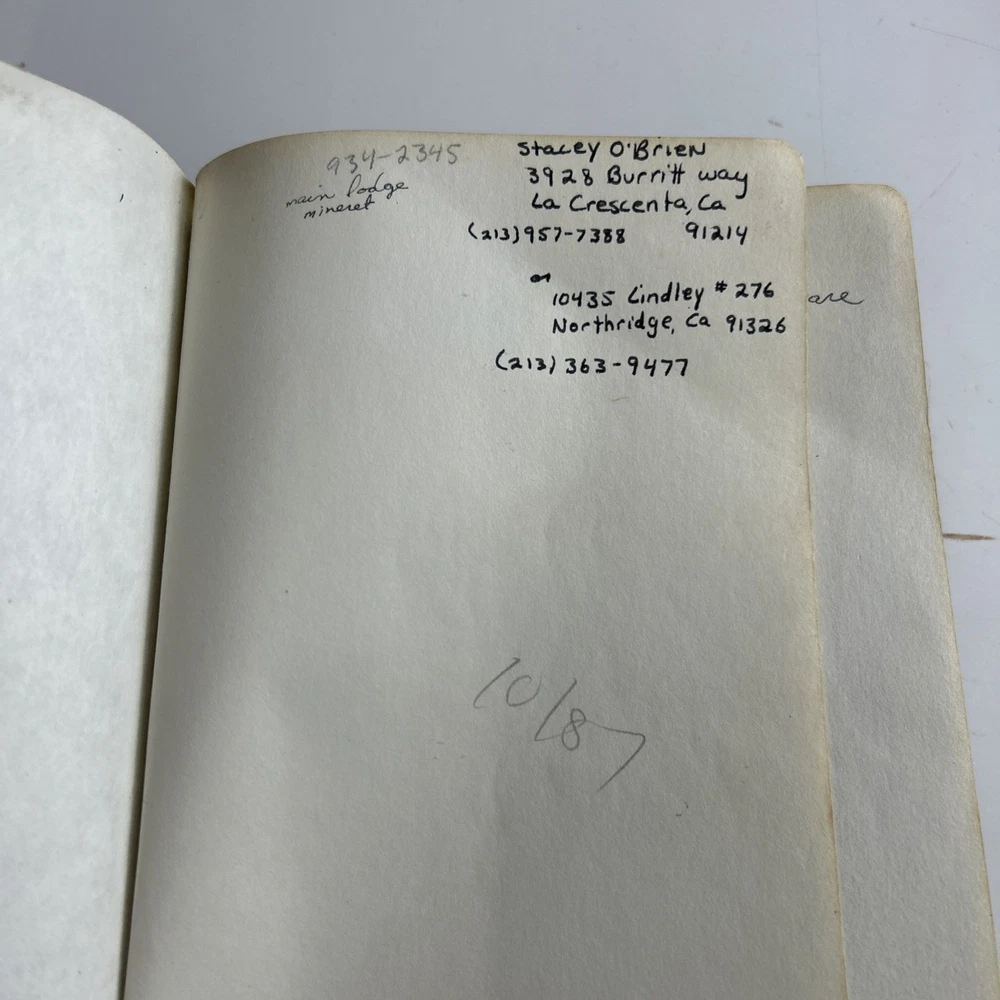 934-2345
main lodge
mineret
Stacey O'Brien
3928 Burritt way
La Crescenta, Ca
(213) 957-7388 91214
or
10435 Lindley # 276
Northridge, Ca 91326
(213) 363-9477
are
10/87